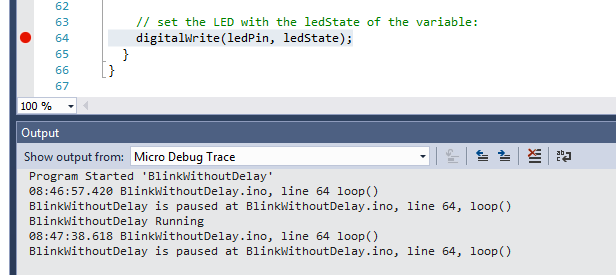 62
63 // set the LED with the ledState of the variable:
64 digitalWrite(ledPin, ledState);
65 }
66 }
67
100 %
Output
Show output from: Micro Debug Trace
Program Started 'BlinkWithoutDelay'
08:46:57.420 BlinkWithoutDelay.ino, line 64 loop()
BlinkWithoutDelay is paused at BlinkWithoutDelay.ino, line 64, loop()
BlinkWithoutDelay Running
08:47:38.618 BlinkWithoutDelay.ino, line 64 loop()
BlinkWithoutDelay is paused at BlinkWithoutDelay.ino, line 64, loop()